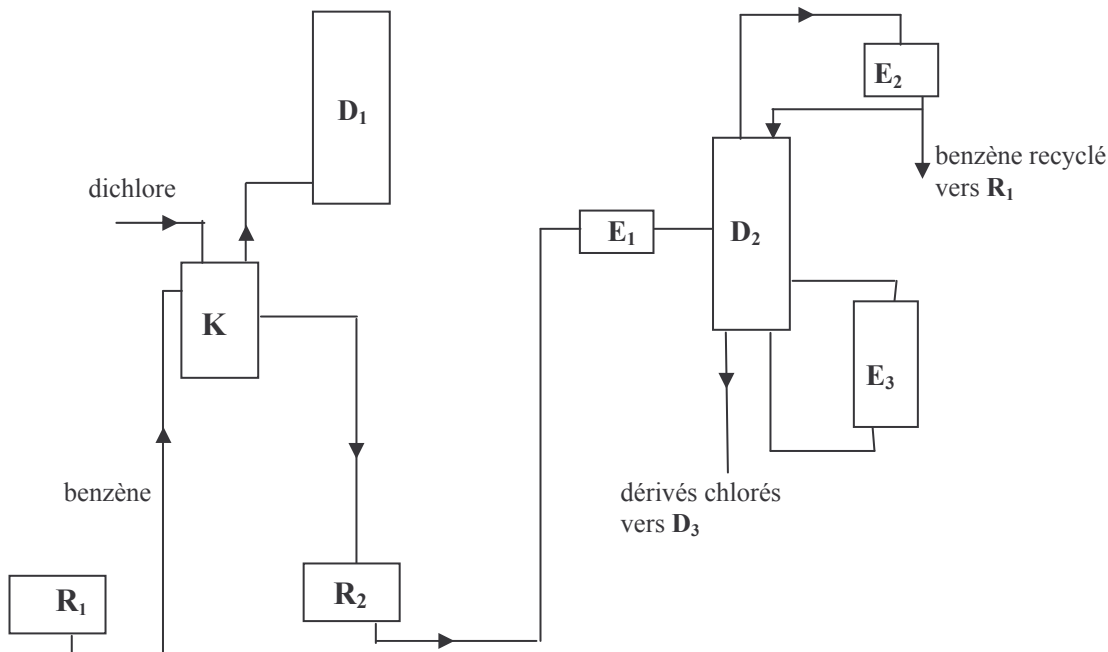 D₁
E₂
dichlore
benzène recyclé
vers R₁
E₁
D₂
K
E₃
benzène
dérivés chlorés
vers D₃
R₁
R₂